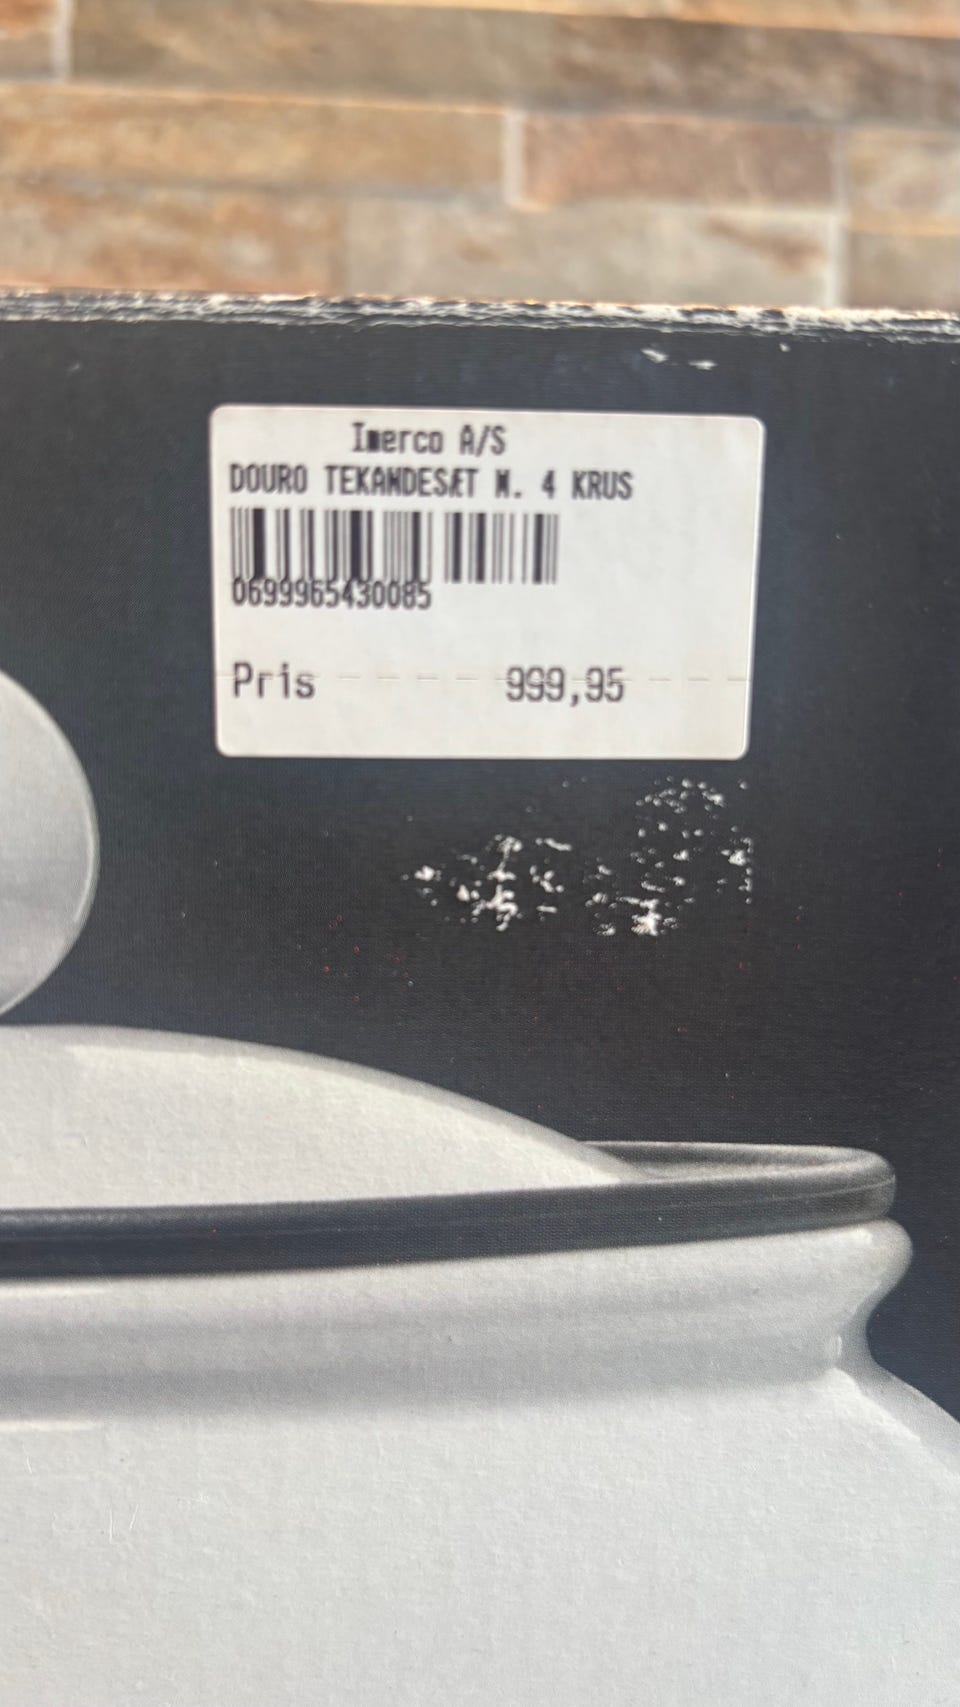 Imerco A/S
DOURO TEKANDESÆT M. 4 KRUS
0699965430085
Pris 999,95